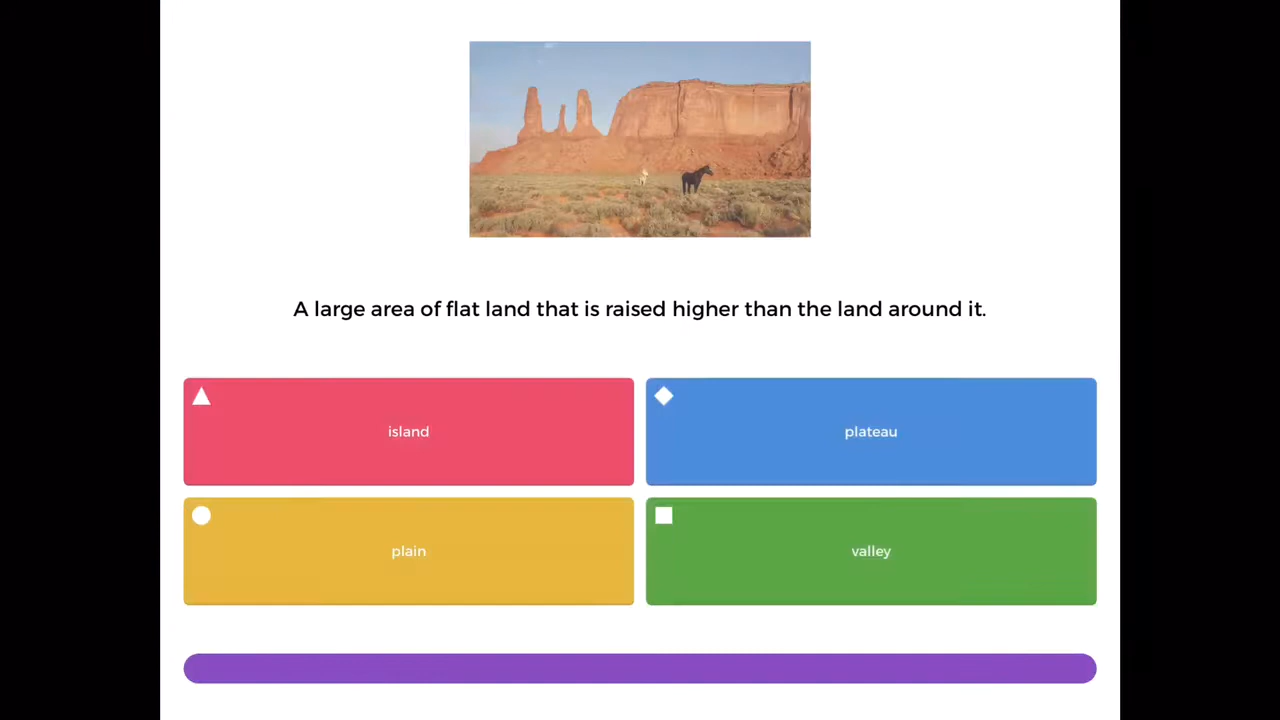 A large area of flat land that is raised higher than the land around it.
island
plateau
plain
valley